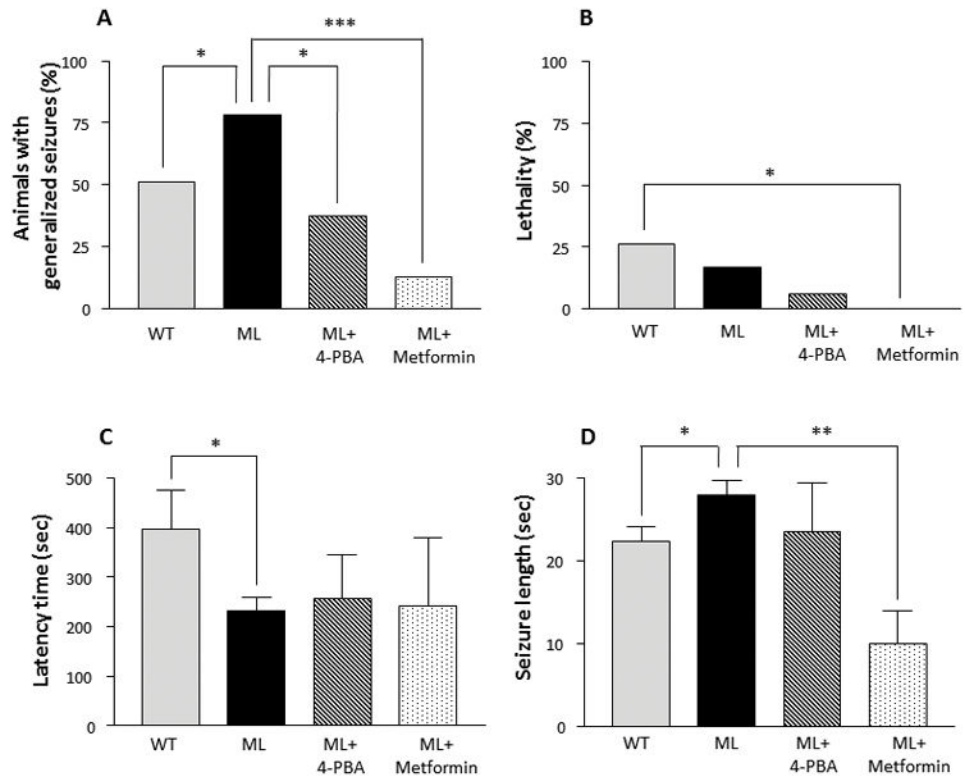 A
Animals with
generalized seizures (%)
100
75
50
25
0
*
***
*
WT
ML
ML+
4-PBA
ML+
Metformin
B
Lethality (%)
100
75
50
25
0
*
WT
ML
ML+
4-PBA
ML+
Metformin
C
Latency time (sec)
500
400
300
200
100
0
*
WT
ML
ML+
4-PBA
ML+
Metformin
D
Seizure length (sec)
30
20
10
0
*
**
WT
ML
ML+
4-PBA
ML+
Metformin